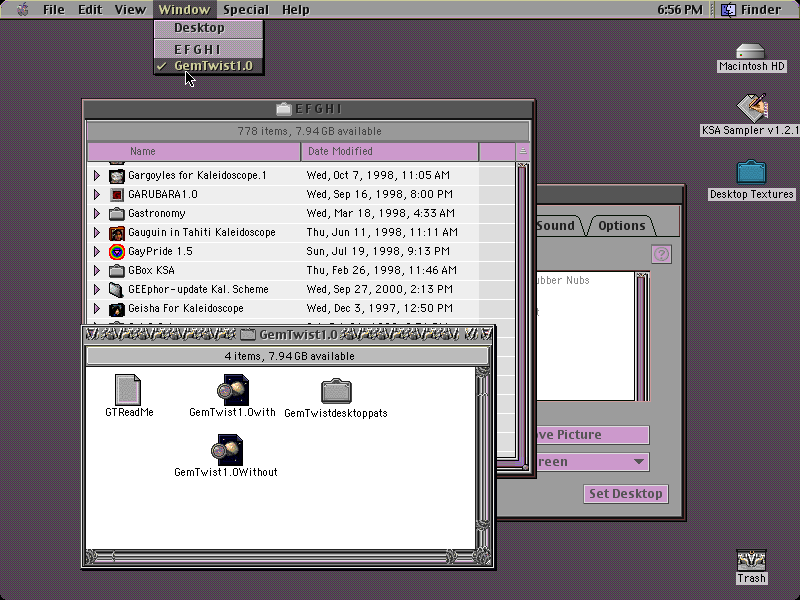 File Edit View Window Special Help 6:56 PM Finder
Desktop
E F G H I
✓ GemTwist1.0
Macintosh HD
KSA Sampler v1.2.1
Desktop Textures
E F G H I
778 items, 7.94 GB available
Name Date Modified
Gargoyles for Kaleidoscope.1 Wed, Oct 7, 1998, 11:05 AM
GARUBARA1.0 Wed, Sep 16, 1998, 8:00 PM
Gastronomy Wed, Mar 18, 1998, 4:33 AM
Gauguin in Tahiti Kaleidoscope Thu, Jun 11, 1998, 11:11 AM
GayPride 1.5 Sun, Jul 19, 1998, 9:13 PM
GBox KSA Thu, Feb 26, 1998, 11:46 AM
GEEphor-update Kal. Scheme Wed, Sep 27, 2000, 2:13 PM
Geisha For Kaleidoscope Wed, Dec 3, 1997, 12:50 PM
Sound Options
?
ubber Nubs
t
ove Picture
reen
Set Desktop
GemTwist1.0
4 items, 7.94 GB available
GTReadMe
GemTwist1.0with
GemTwistdesktoppats
GemTwist1.0Without
Trash